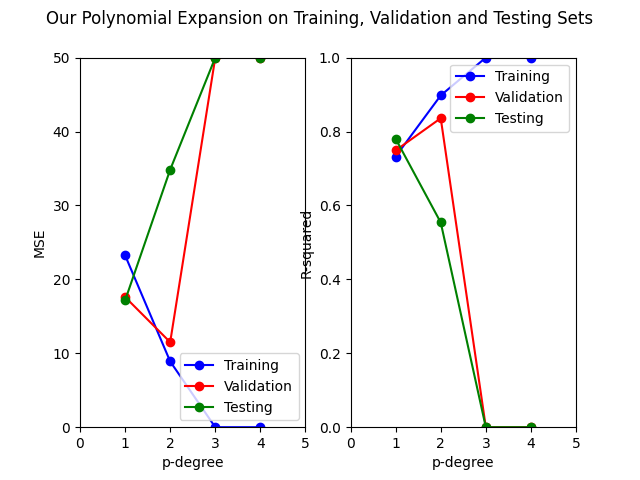 Our Polynomial Expansion on Training, Validation and Testing Sets
MSE
50
40
30
20
10
0
0 1 2 3 4 5
p-degree
Training
Validation
Testing
R-squared
1.0
0.8
0.6
0.4
0.2
0.0
0 1 2 3 4 5
p-degree
Training
Validation
Testing